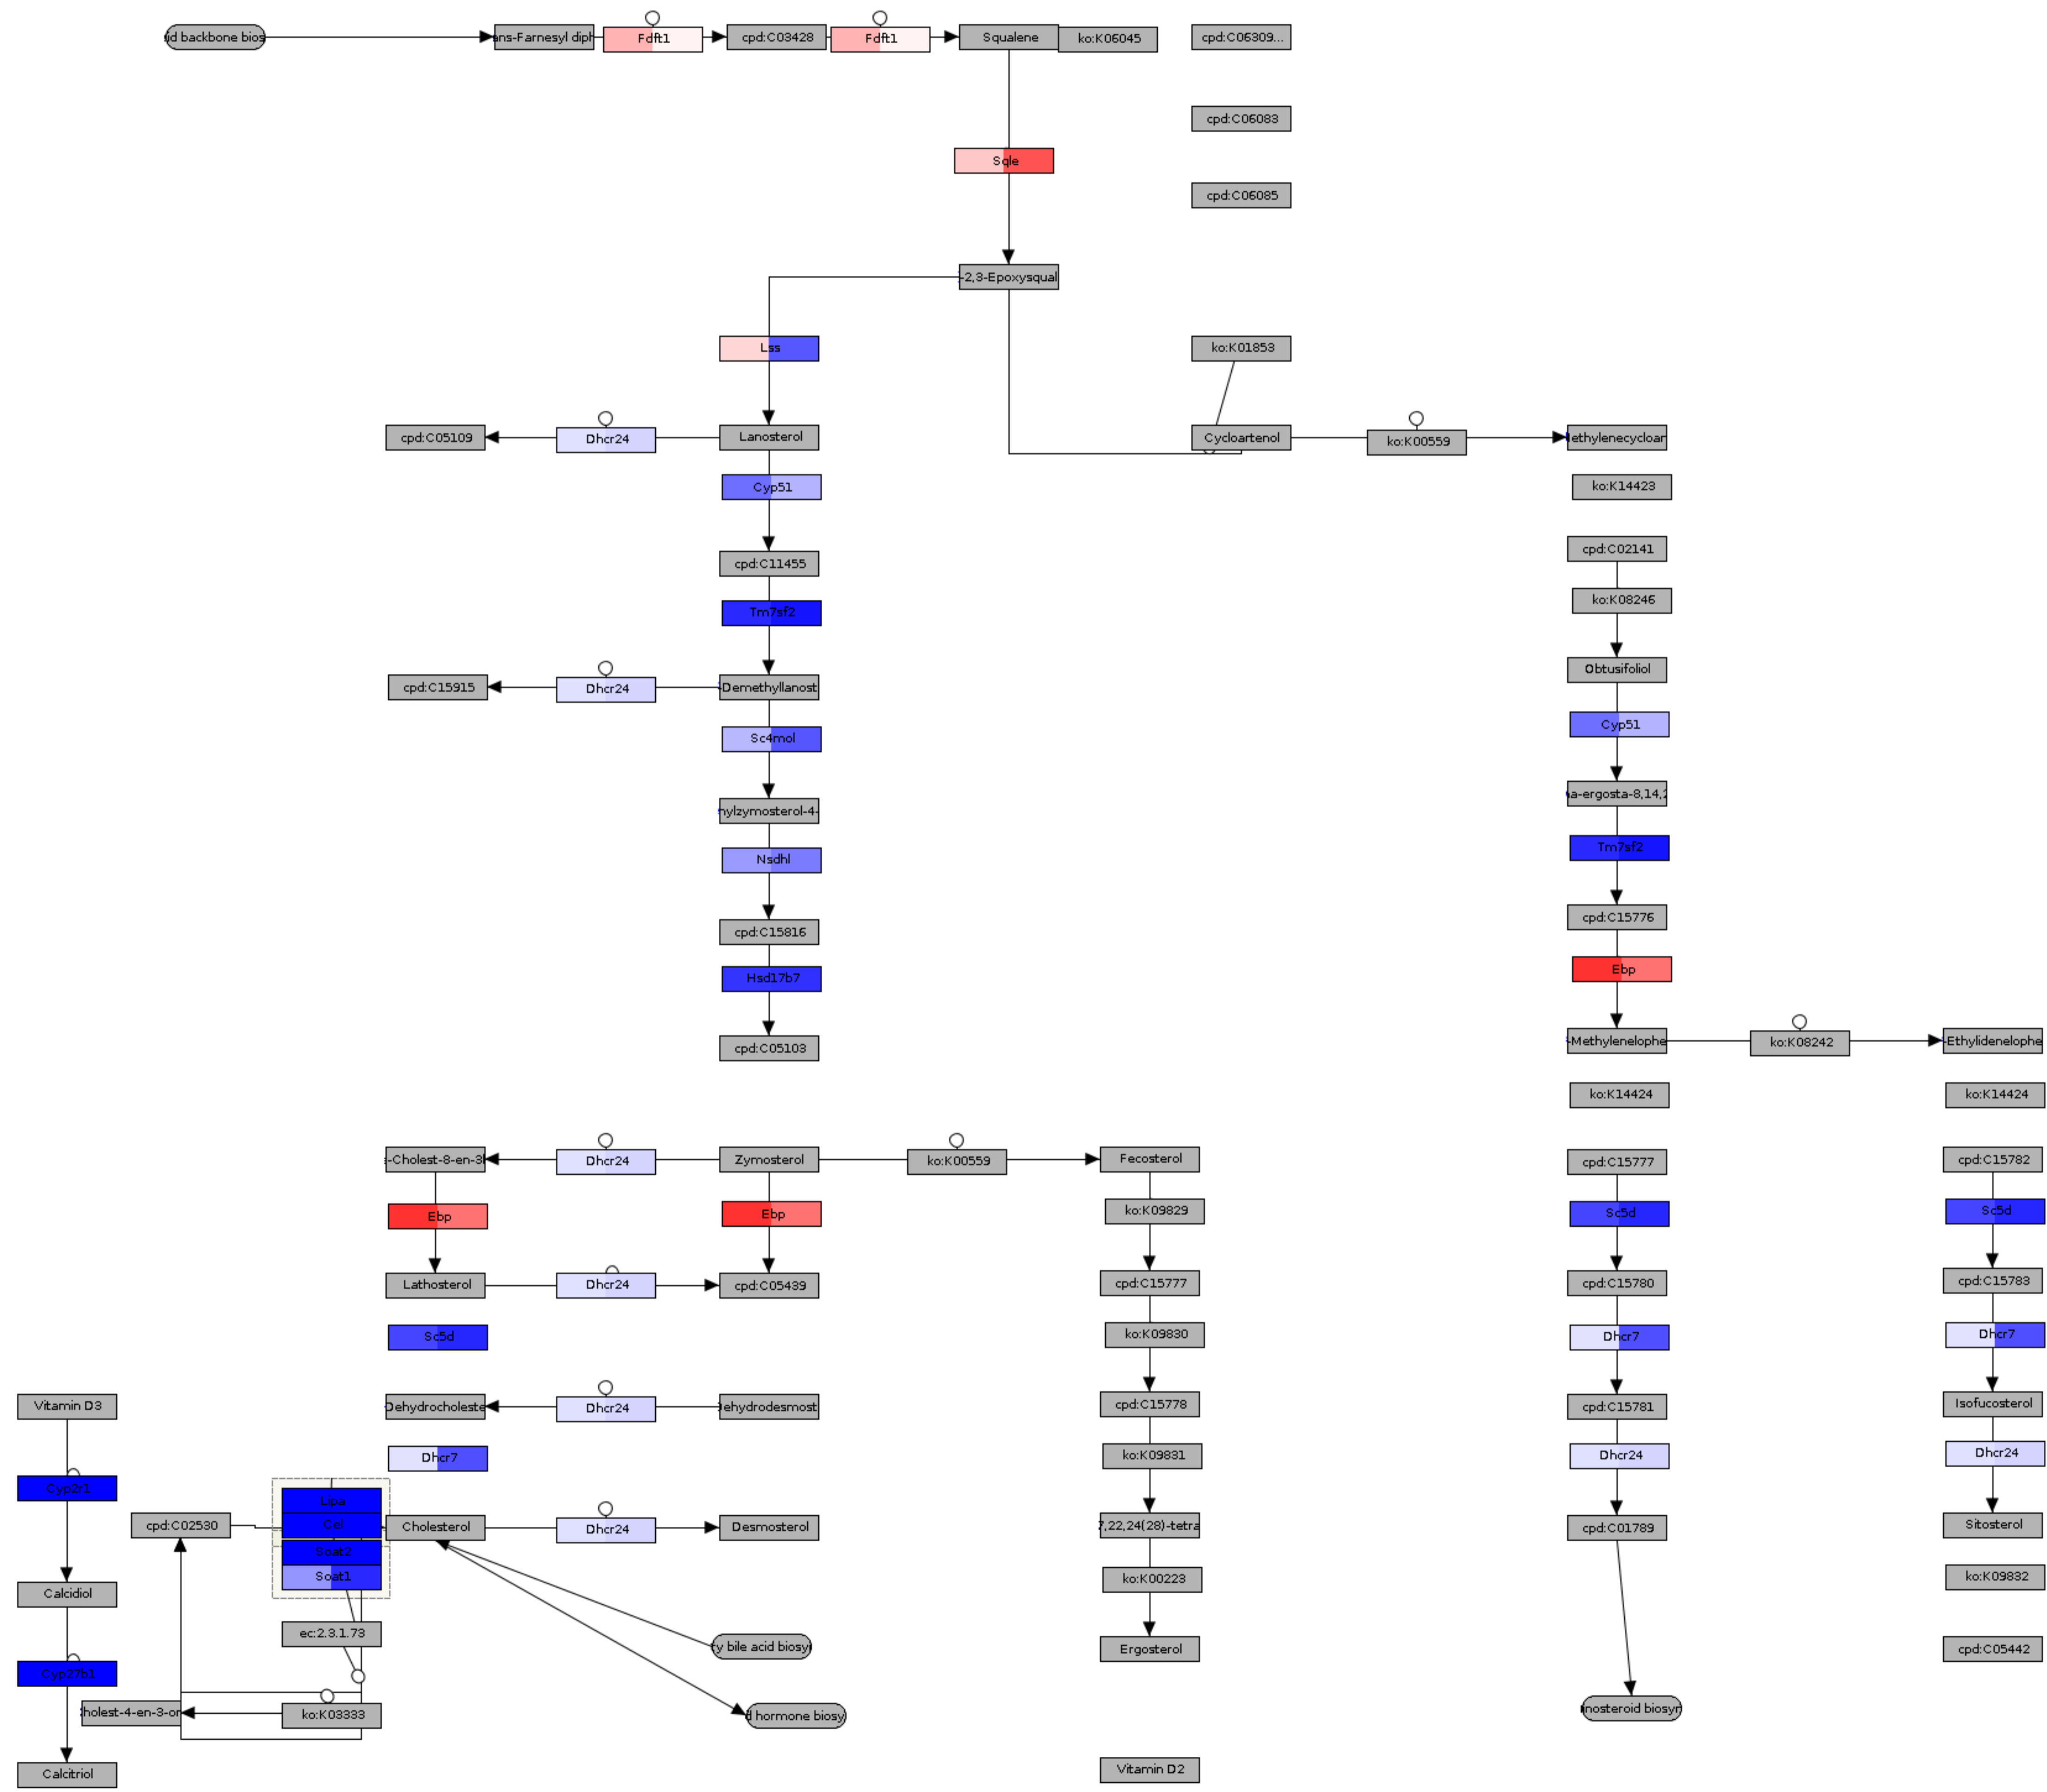 id backbone bios
ans-Farnesyl diph
Fdft1
cpd:C03428
Fdft1
Squalene
ko:K06045
cpd:C06309...
cpd:C06083
Sqle
cpd:C06085
-2,3-Epoxysqual
Lss
ko:K01853
cpd:C05109
Dhcr24
Lanosterol
Cycloartenol
ko:K00559
ethylenecycloar
Cyp51
ko:K14423
cpd:C11455
cpd:C02141
Tm7sf2
ko:K08246
cpd:C15915
Dhcr24
Demethyllanost
Obtusifoliol
Sc4mol
Cyp51
nylzymosterol-4-
na-ergosta-8,14,2
Nsdhl
Tm7sf2
cpd:C15816
cpd:C15776
Hsd17b7
Ebp
cpd:C05103
-Methylenelophe
ko:K08242
-Ethylidenelophe
ko:K14424
ko:K14424
-Cholest-8-en-3
Dhcr24
Zymosterol
ko:K00559
Fecosterol
cpd:C15777
cpd:C15782
Ebp
Ebp
ko:K09829
Sc5d
Sc5d
Lathosterol
Dhcr24
cpd:C05439
cpd:C15777
cpd:C15780
cpd:C15783
Sc5d
ko:K09830
Dhcr7
Dhcr7
Vitamin D3
Dehydrocholeste
Dhcr24
ehydrodesmost
cpd:C15778
cpd:C15781
Isofucosterol
Dhcr7
ko:K09831
Dhcr24
Dhcr24
Cyp2r1
Lipa
cpd:C02530
Cel
Cholesterol
Dhcr24
Desmosterol
7,22,24(28)-tetra
cpd:C01789
Sitosterol
Soat2
Soat1
ko:K00223
ko:K09832
Calcidiol
ec:2.3.1.73
y bile acid biosyn
Ergosterol
cpd:C05442
Cyp27b1
holest-4-en-3-or
ko:K03333
d hormone biosy
nosteroid biosyn
Calcitriol
Vitamin D2